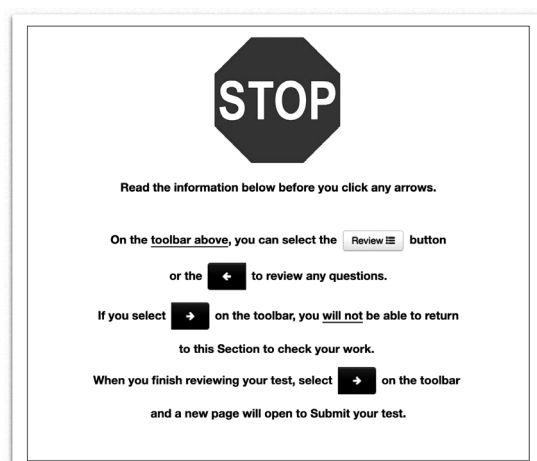 STOP
Read the information below before you click any arrows.
On the toolbar above, you can select the Review button
or the ← to review any questions.
If you select → on the toolbar, you will not be able to return
to this Section to check your work.
When you finish reviewing your test, select → on the toolbar
and a new page will open to Submit your test.